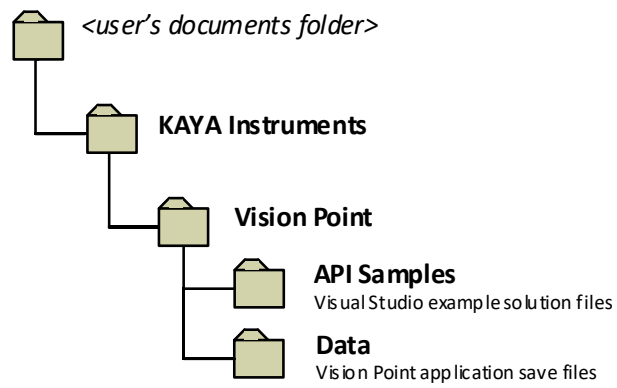 <user's documents folder>
KAYA Instruments
Vision Point
API Samples
Visual Studio example solution files
Data
Vision Point application save files